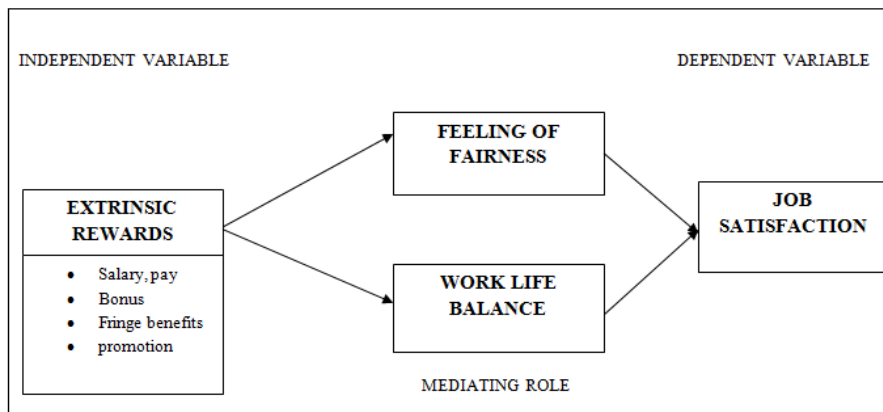 INDEPENDENT VARIABLE
DEPENDENT VARIABLE
FEELING OF
FAIRNESS
EXTRINSIC
REWARDS
• Salary, pay
• Bonus
• Fringe benefits
• promotion
JOB
SATISFACTION
WORK LIFE
BALANCE
MEDIATING ROLE